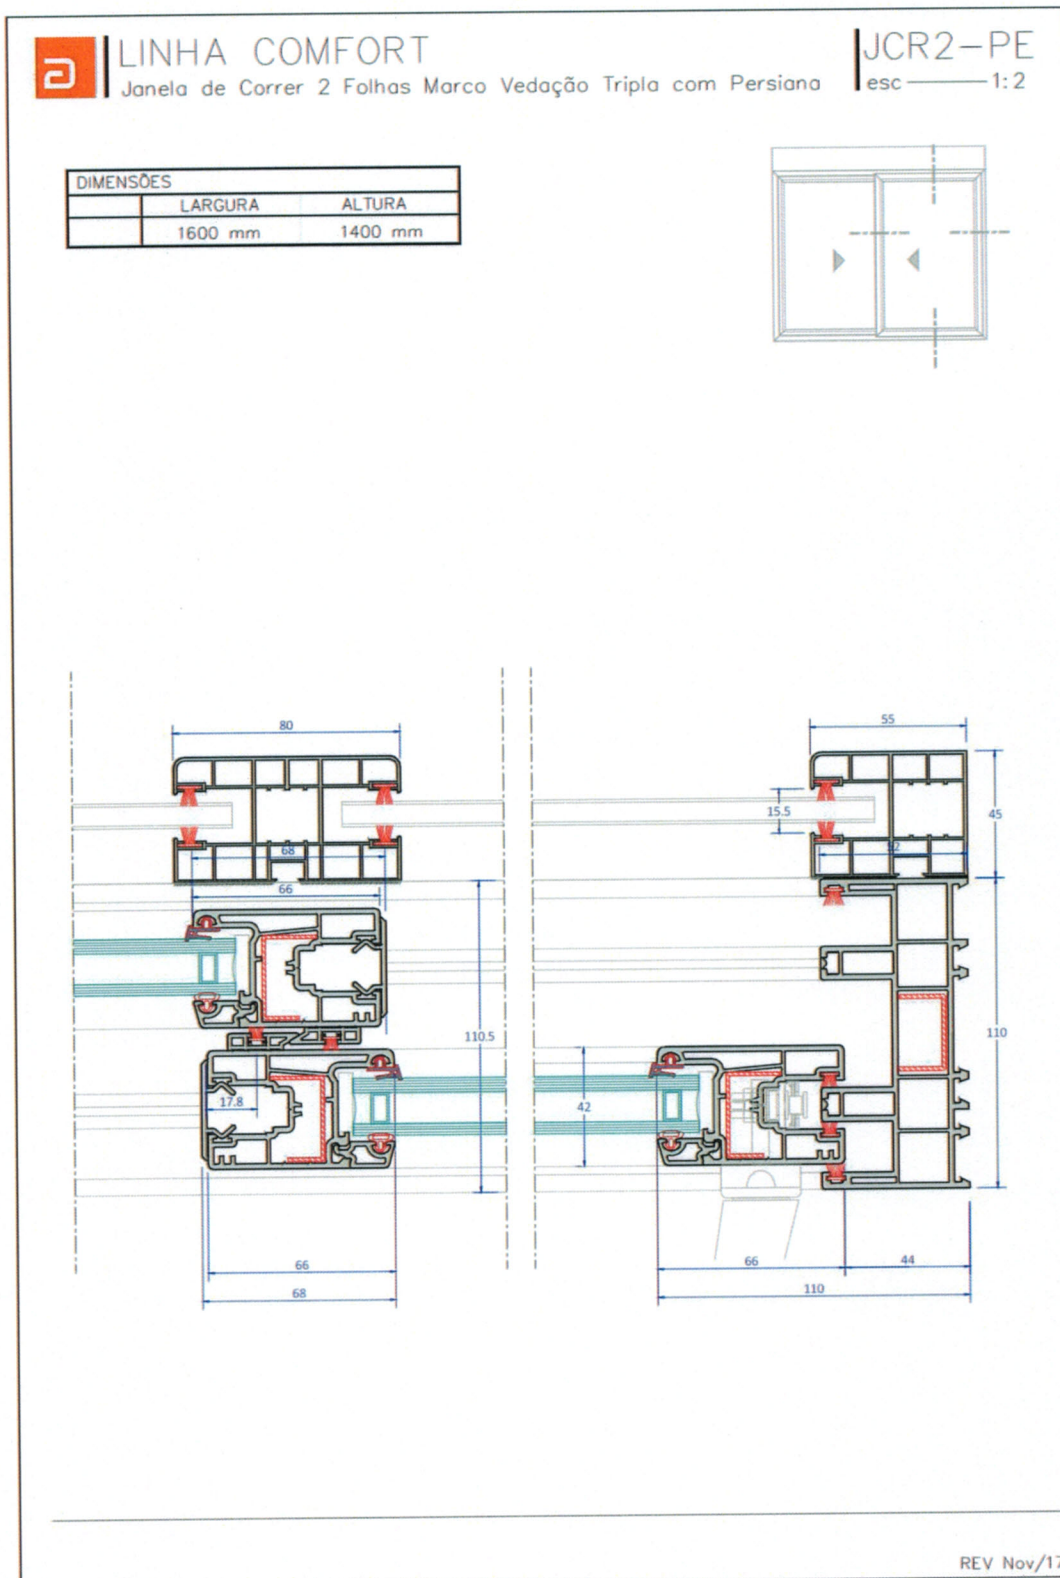 LINHA COMFORT
Janela de Correr 2 Folhas Marco Vedação Tripla com Persiana
JCR2-PE
esc 1:2
DIMENSÕES
LARGURA ALTURA
1600 mm 1400 mm
80
55
15.5
45
68
52
66
110.5
110
17.8
42
66
68
66
44
110
REV Nov/17